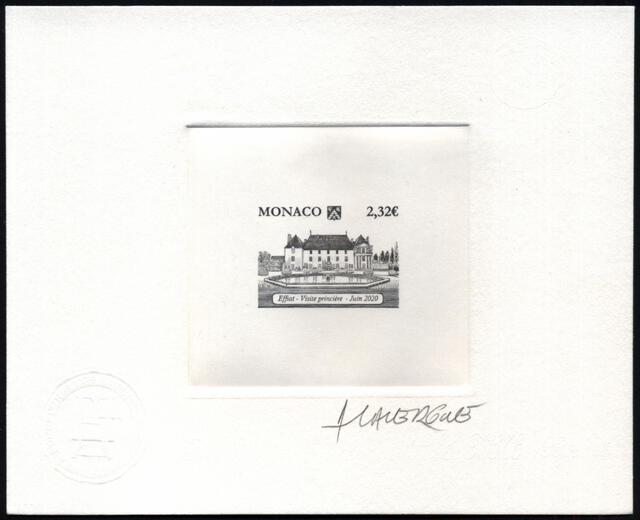 MONACO 2,32€
Effiat - Visite princière - Juin 2020